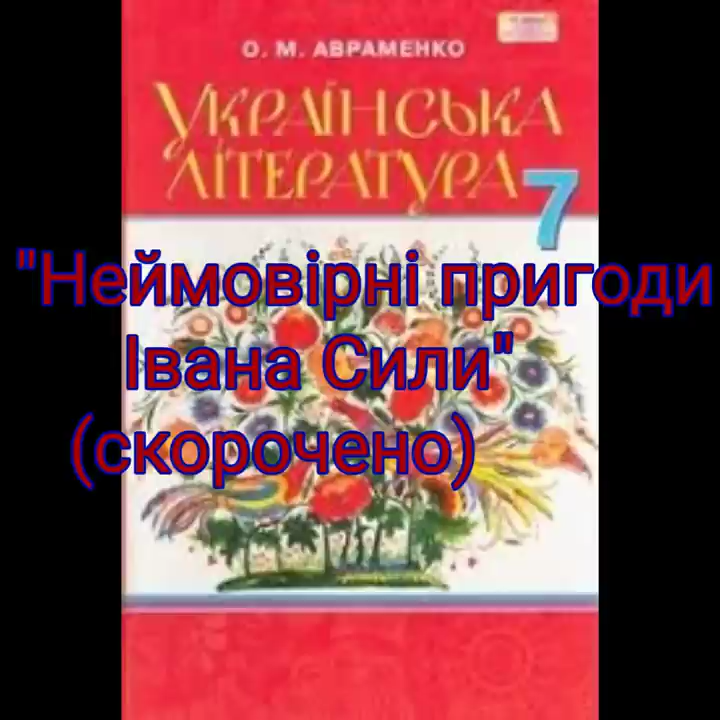 О. М. АВРАМЕНКО
УКРАЇНСЬКА
ЛІТЕРАТУРА
7
"Неймовірні пригоди
Івана Сили"
(скорочено)